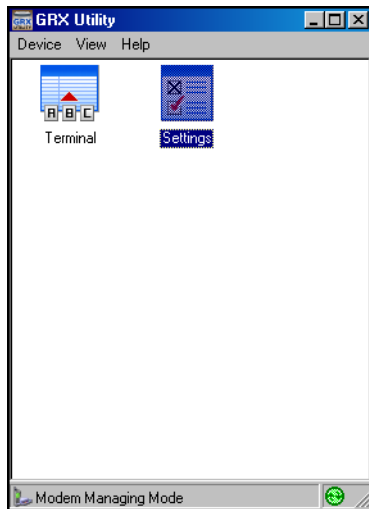 GRX Utility
Device View Help
A B C
Terminal Settings
Modem Managing Mode